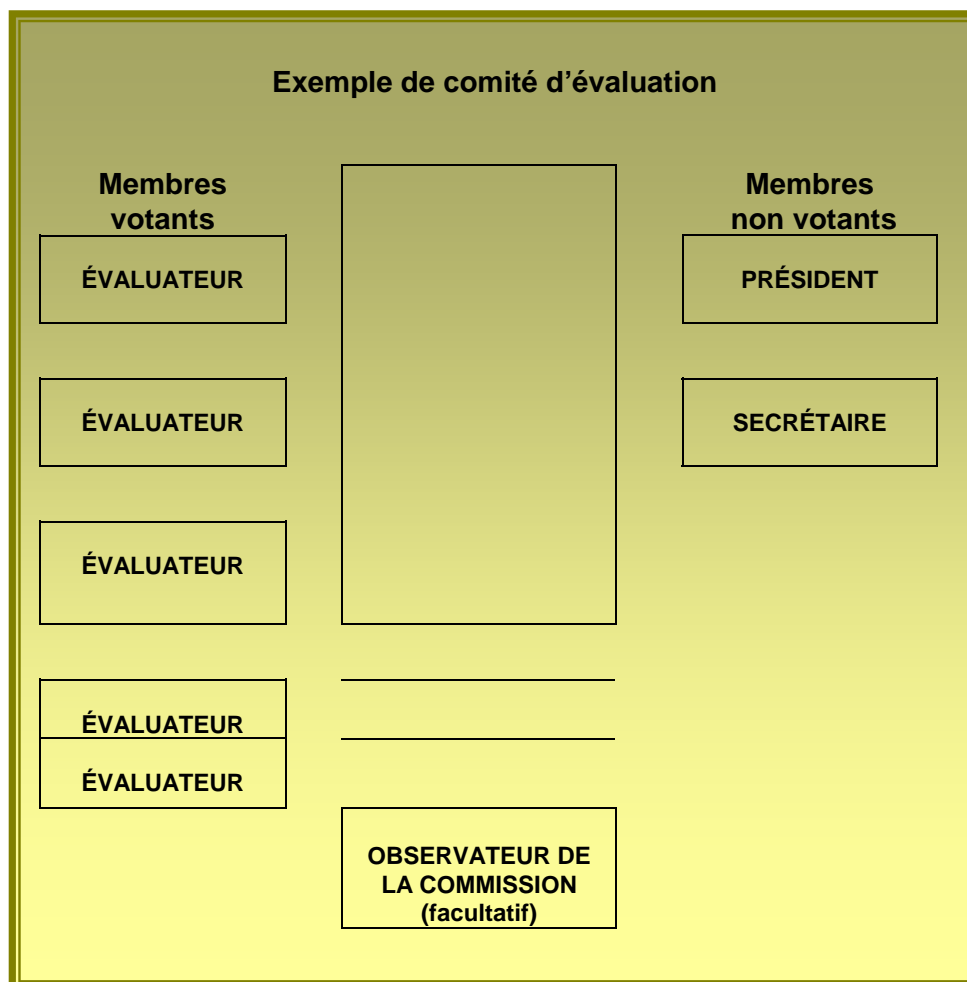 Exemple de comité d’évaluation
Membres
votants
Membres
non votants
ÉVALUATEUR
PRÉSIDENT
ÉVALUATEUR
SECRÉTAIRE
ÉVALUATEUR
ÉVALUATEUR
ÉVALUATEUR
OBSERVATEUR DE
LA COMMISSION
(facultatif)